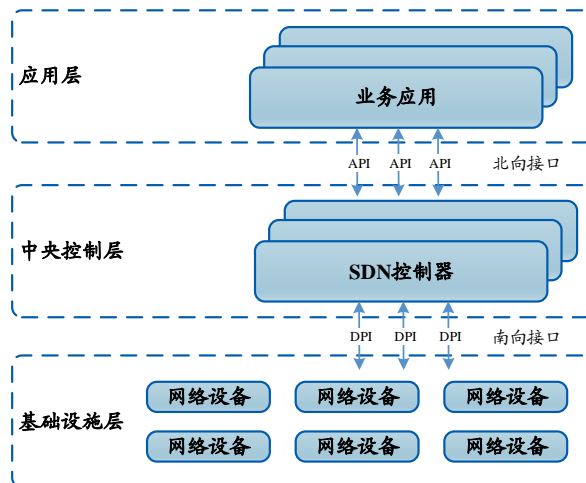 应用层
业务应用
API API API 北向接口
中央控制层
SDN控制器
DPI DPI DPI 南向接口
网络设备 网络设备 网络设备
基础设施层
网络设备 网络设备 网络设备